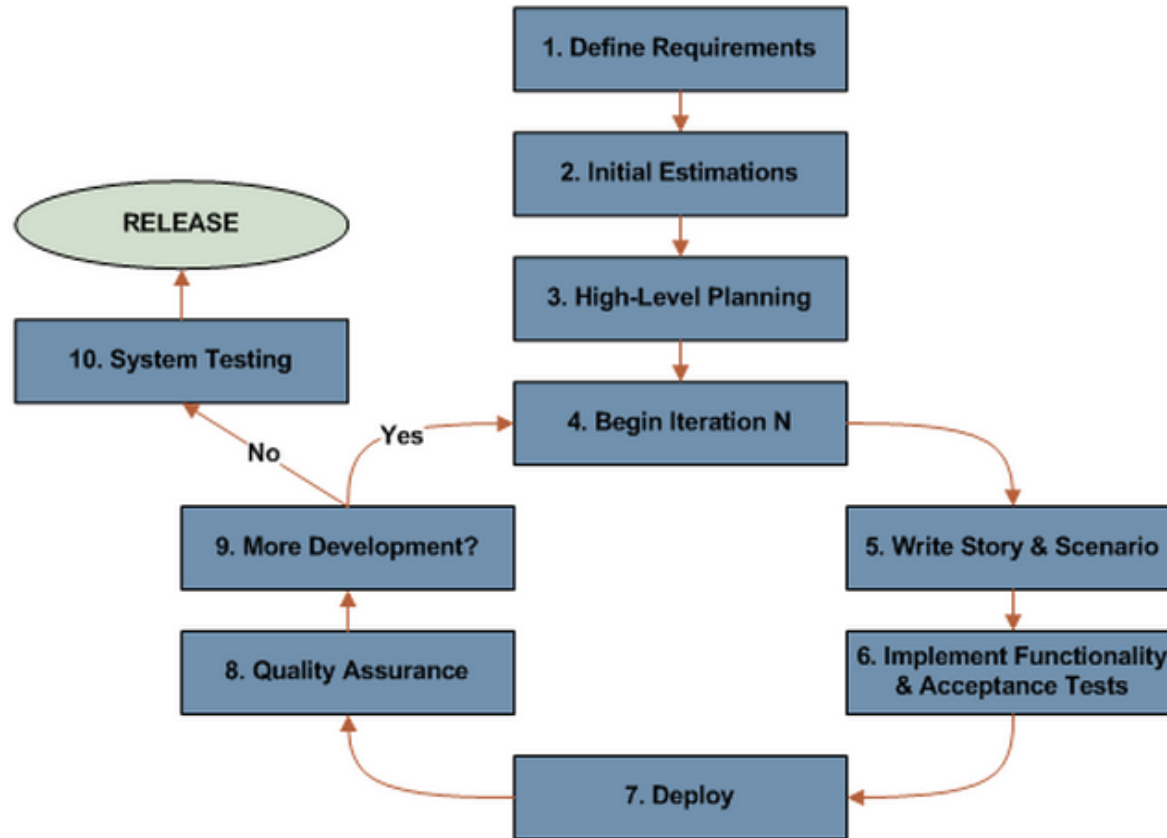 1. Define Requirements
2. Initial Estimations
RELEASE
3. High-Level Planning
10. System Testing
4. Begin Iteration N
Yes
No
9. More Development?
5. Write Story & Scenario
8. Quality Assurance
6. Implement Functionality
& Acceptance Tests
7. Deploy